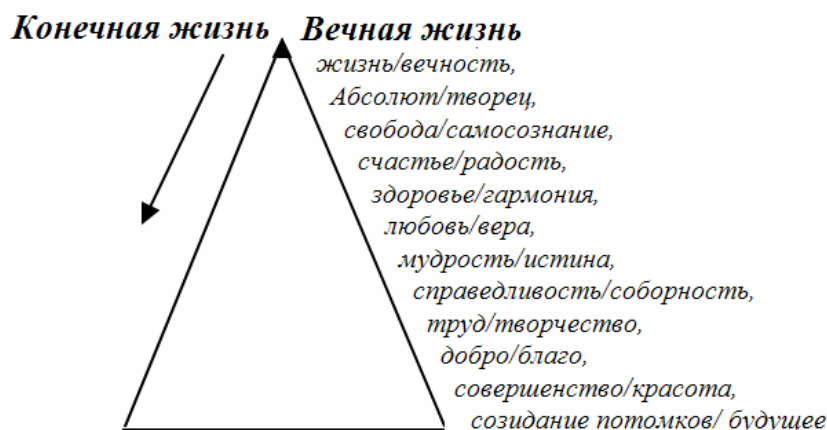 Конечная жизнь Вечная жизнь
жизнь/вечность,
Абсолют/творец,
свобода/самосознание,
счастье/радость,
здоровье/гармония,
любовь/вера,
мудрость/истина,
справедливость/соборность,
труд/творчество,
добро/благо,
совершенство/красота,
созидание потомков/ будущее